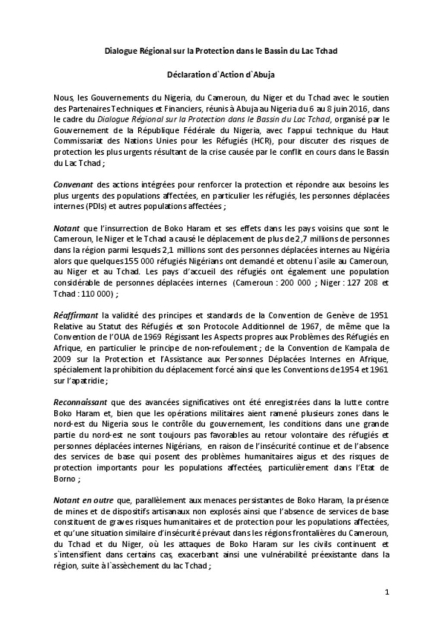 Dialogue Régional sur la Protection dans le Bassin du Lac Tchad
Déclaration d`Action d`Abuja
Nous, les Gouvernements du Nigeria, du Cameroun, du Niger et du Tchad avec le soutien
des Partenaires Techniques et Financiers, réunis à Abuja au Nigeria du 6 au 8 juin 2016, dans
le cadre du Dialogue Régional sur la Protection dans le Bassin du Lac Tchad, organisé par le
Gouvernement de la République Fédérale du Nigeria, avec l'appui technique du Haut
Commissariat des Nations Unies pour les Réfugiés (HCR), pour discuter des risques de
protection les plus urgents résultant de la crise causée par le conflit en cours dans le Bassin
du Lac Tchad ;
Convenant des actions intégrées pour renforcer la protection et répondre aux besoins les
plus urgents des populations affectées, en particulier les réfugiés, les personnes déplacées
internes (PDIs) et autres populations affectées ;
Notant que l'insurrection de Boko Haram et ses effets dans les pays voisins que sont le
Cameroun, le Niger et le Tchad a causé le déplacement de plus de 2,7 millions de personnes
dans la région parmi lesquels 2,1 millions sont des personnes déplacées internes au Nigéria
alors que quelques 155 000 réfugiés Nigérians ont demandé et obtenu l`asile au Cameroun,
au Niger et au Tchad. Les pays d'accueil des réfugiés ont également une population
considérable de personnes déplacées internes (Cameroun : 200 000 ; Niger : 127 208 et
Tchad : 110 000) ;
Réaffirmant la validité des principes et standards de la Convention de Genève de 1951
Relative au Statut des Réfugiés et son Protocole Additionnel de 1967, de même que la
Convention de l'OUA de 1969 Régissant les Aspects propres aux Problèmes des Réfugiés en
Afrique, en particulier le principe de non-refoulement ; de la Convention de Kampala de
2009 sur la Protection et l'Assistance aux Personnes Déplacées Internes en Afrique,
spécialement la prohibition du déplacement forcé ainsi que les Conventions de 1954 et 1961
sur l'apatridie ;
Reconnaissant que des avancées significatives ont été enregistrées dans la lutte contre
Boko Haram et, bien que les opérations militaires aient ramené plusieurs zones dans le
nord-est du Nigeria sous le contrôle du gouvernement, les conditions dans une grande
partie du nord-est ne sont toujours pas favorables au retour volontaire des réfugiés et
personnes déplacées internes Nigérians, en raison de l'insécurité continue et de l'absence
des services de base qui posent des problèmes humanitaires aigus et des risques de
protection importants pour les populations affectées, particulièrement dans l'Etat de
Borno ;
Notant en outre que, parallèlement aux menaces persistantes de Boko Haram, la présence
de mines et de dispositifs artisanaux non explosés ainsi que l'absence de services de base
constituent de graves risques humanitaires et de protection pour les populations affectées,
et qu'une situation similaire d'insécurité prévaut dans les régions frontalières du Cameroun,
du Tchad et du Niger, où les attaques de Boko Haram sur les civils continuent et
s`intensifient dans certains cas, exacerbant ainsi une vulnérabilité préexistante dans la
région, suite à l`assèchement du lac Tchad ;
1